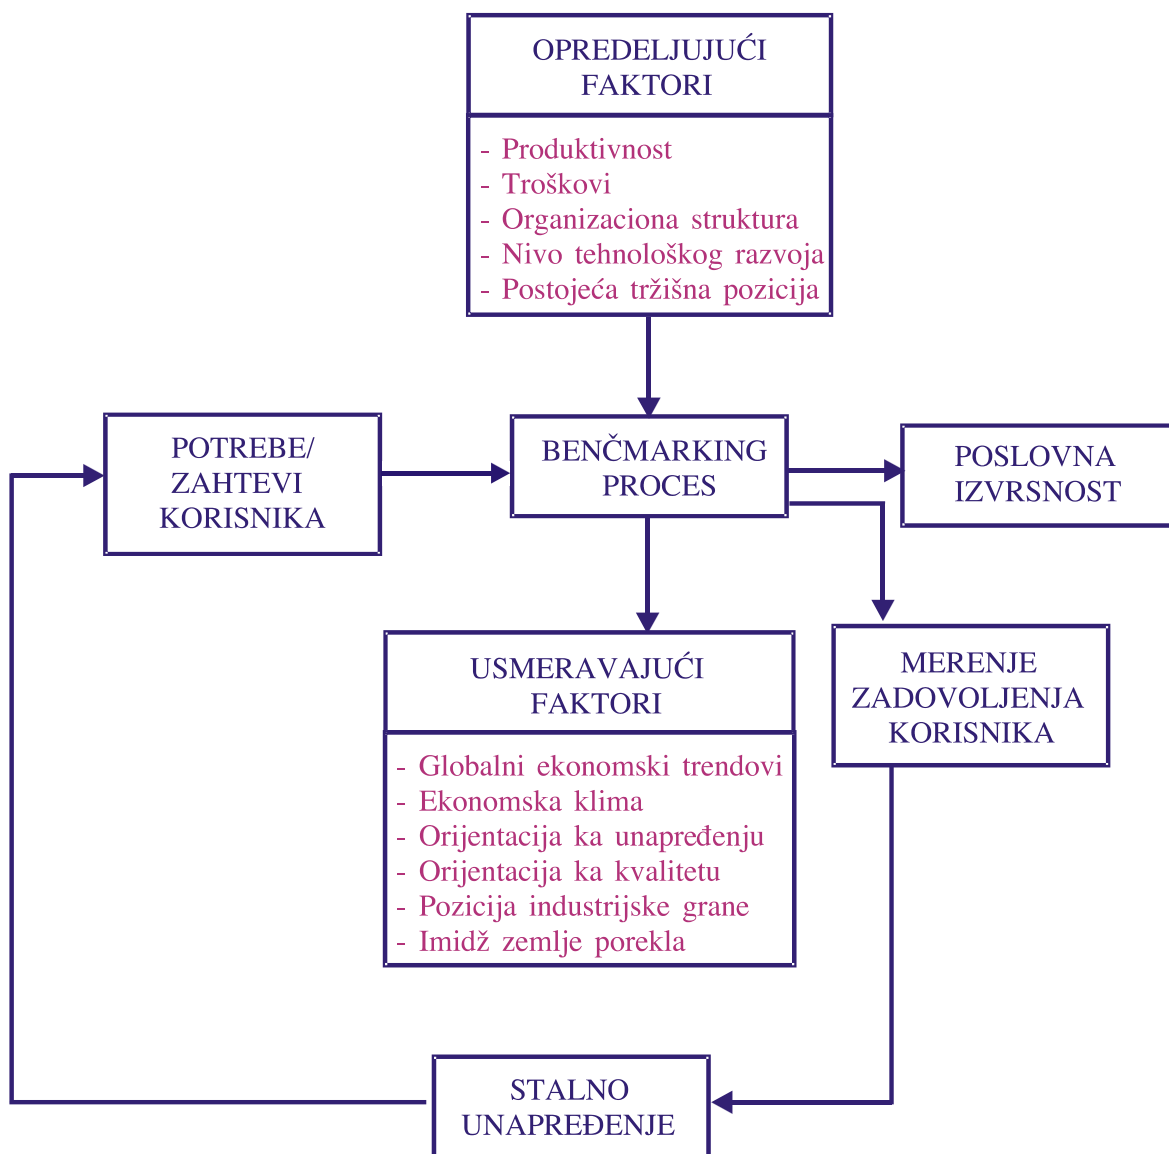 OPREDELJUJUĆI
FAKTORI
- Produktivnost
- Troškovi
- Organizaciona struktura
- Nivo tehnološkog razvoja
- Postojeća tržišna pozicija
POTREBE/
ZAHTEVI
KORISNIKA
BENČMARKING
PROCES
POSLOVNA
IZVRSNOST
USMERAVAJUĆI
FAKTORI
- Globalni ekonomski trendovi
- Ekonomska klima
- Orijentacija ka unapređenju
- Orijentacija ka kvalitetu
- Pozicija industrijske grane
- Imidž zemlje porekla
MERENJE
ZADOVOLJENJA
KORISNIKA
STALNO
UNAPREĐENJE